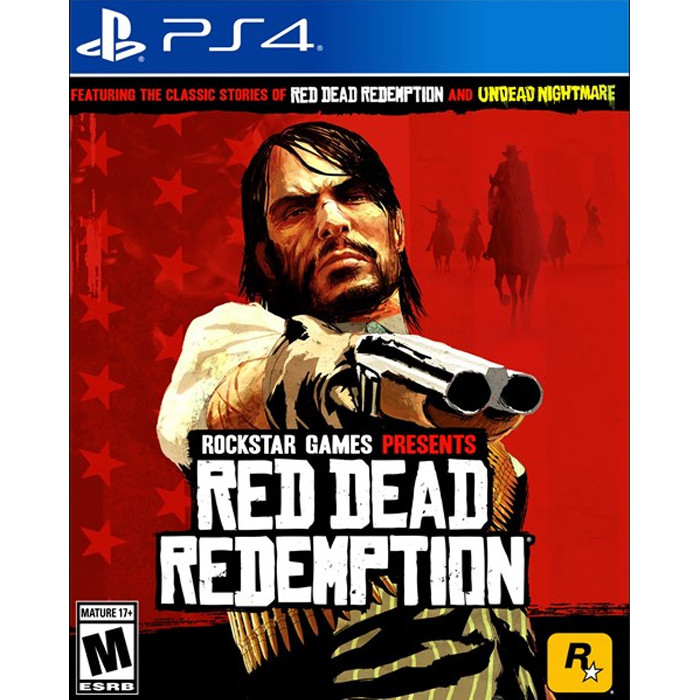 PS4
FEATURING THE CLASSIC STORIES OF RED DEAD REDEMPTION AND UNDEAD NIGHTMARE
ROCKSTAR GAMES PRESENTS
RED DEAD
REDEMPTION
MATURE 17+
M
ESRB
R